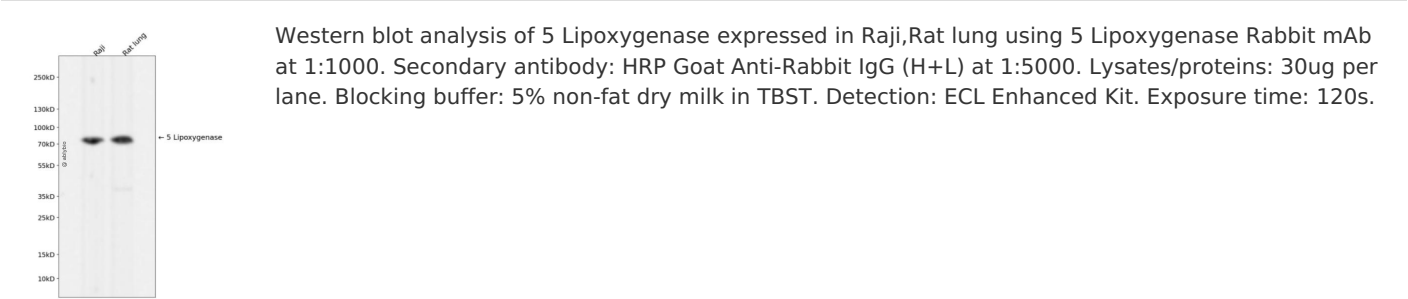 Raji
Rat lung
250kD
130kD
100kD
70kD
55kD
35kD
25kD
15kD
10kD
← 5 Lipoxygenase
Western blot analysis of 5 Lipoxygenase expressed in Raji,Rat lung using 5 Lipoxygenase Rabbit mAb
at 1:1000. Secondary antibody: HRP Goat Anti-Rabbit IgG (H+L) at 1:5000. Lysates/proteins: 30ug per
lane. Blocking buffer: 5% non-fat dry milk in TBST. Detection: ECL Enhanced Kit. Exposure time: 120s.